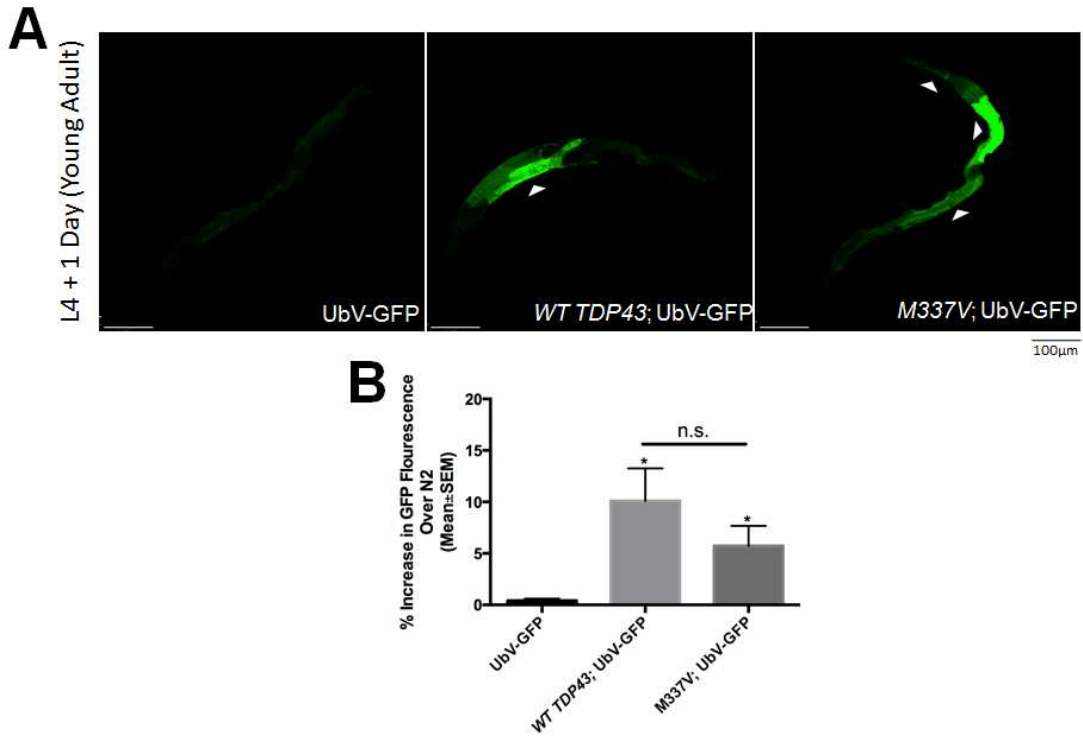 A
L4 + 1 Day (Young Adult)
UbV-GFP
WT TDP43; UbV-GFP
M337V; UbV-GFP
100µm
B
% Increase in GFP Flourescence
Over N2
(Mean±SEM)
20
15
10
5
0
n.s.
*
*
UbV-GFP
WT TDP43; UbV-GFP
M337V; UbV-GFP